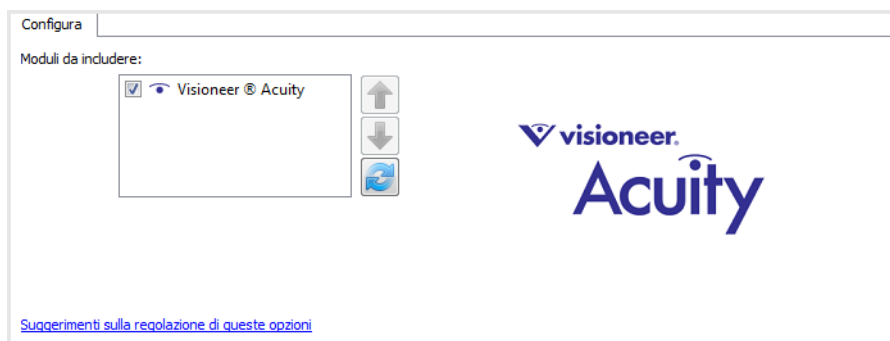 Configura
Moduli da includere:
Visioneer ® Acuity
visioneer.
Acuity
Suggerimenti sulla regolazione di queste opzioni